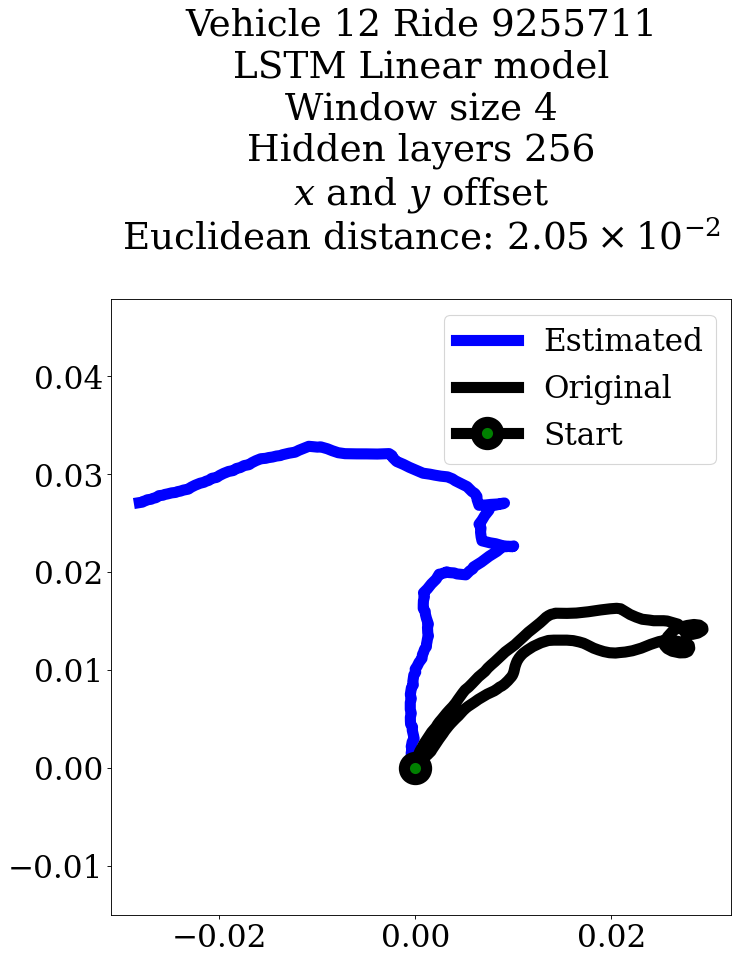 Vehicle 12 Ride 9255711
LSTM Linear model
Window size 4
Hidden layers 256
x and y offset
Euclidean distance: 2.05 × 10⁻²
Estimated
Original
Start
0.04
0.03
0.02
0.01
0.00
−0.01
−0.02 0.00 0.02